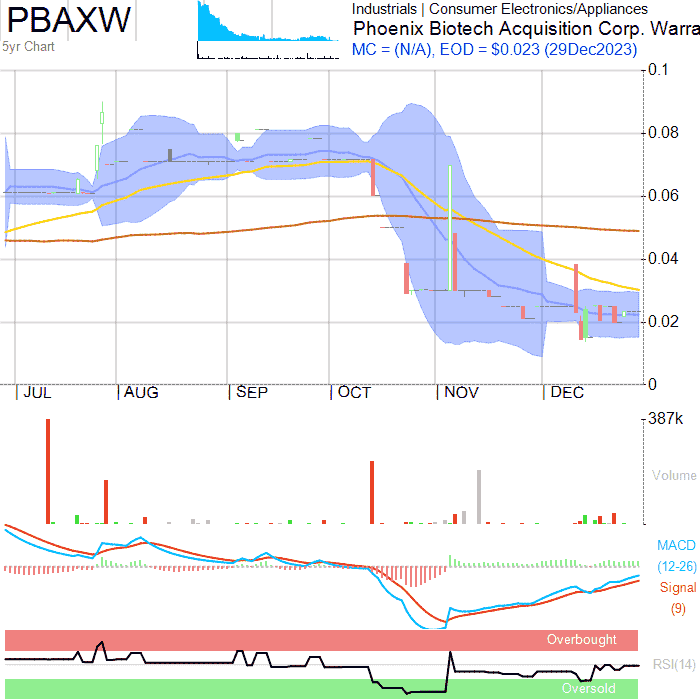 PBAXW
5yr Chart
Industrials | Consumer Electronics/Appliances
Phoenix Biotech Acquisition Corp. Warra
MC = (N/A), EOD = $0.023 (29Dec2023)
0.1
0.08
0.06
0.04
0.02
0
JUL AUG SEP OCT NOV DEC
387k
Volume
MACD
(12-26)
Signal
(9)
Overbought
RSI(14)
Oversold